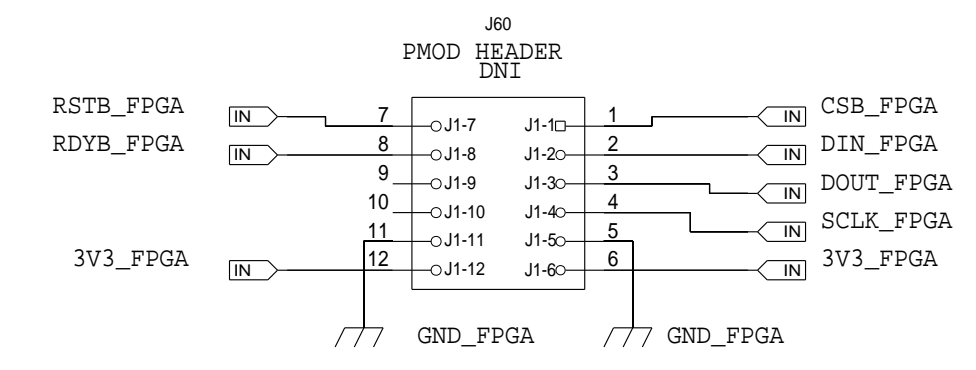 J60
PMOD HEADER
DNI
RSTB_FPGA IN 7 J1-7 J1-1 1 IN CSB_FPGA
RDYB_FPGA IN 8 J1-8 J1-2 2 IN DIN_FPGA
9 J1-9 J1-3 3 IN DOUT_FPGA
10 J1-10 J1-4 4 IN SCLK_FPGA
11 J1-11 J1-5 5
3V3_FPGA IN 12 J1-12 J1-6 6 IN 3V3_FPGA
GND_FPGA GND_FPGA